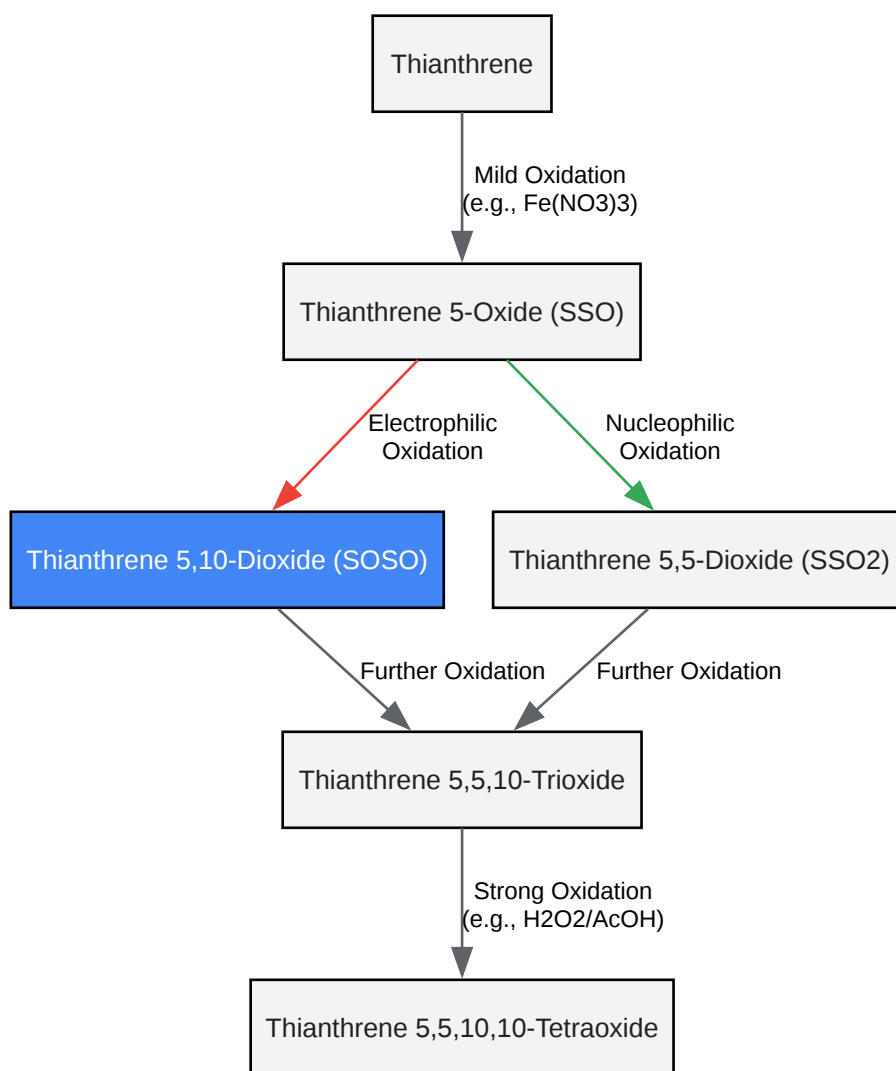 Thianthrene
Mild Oxidation
(e.g., Fe(NO3)3)
Thianthrene 5-Oxide (SSO)
Electrophilic
Oxidation
Nucleophilic
Oxidation
Thianthrene 5,10-Dioxide (SOSO)
Thianthrene 5,5-Dioxide (SSO2)
Further Oxidation
Further Oxidation
Thianthrene 5,5,10-Trioxide
Strong Oxidation
(e.g., H2O2/AcOH)
Thianthrene 5,5,10,10-Tetraoxide